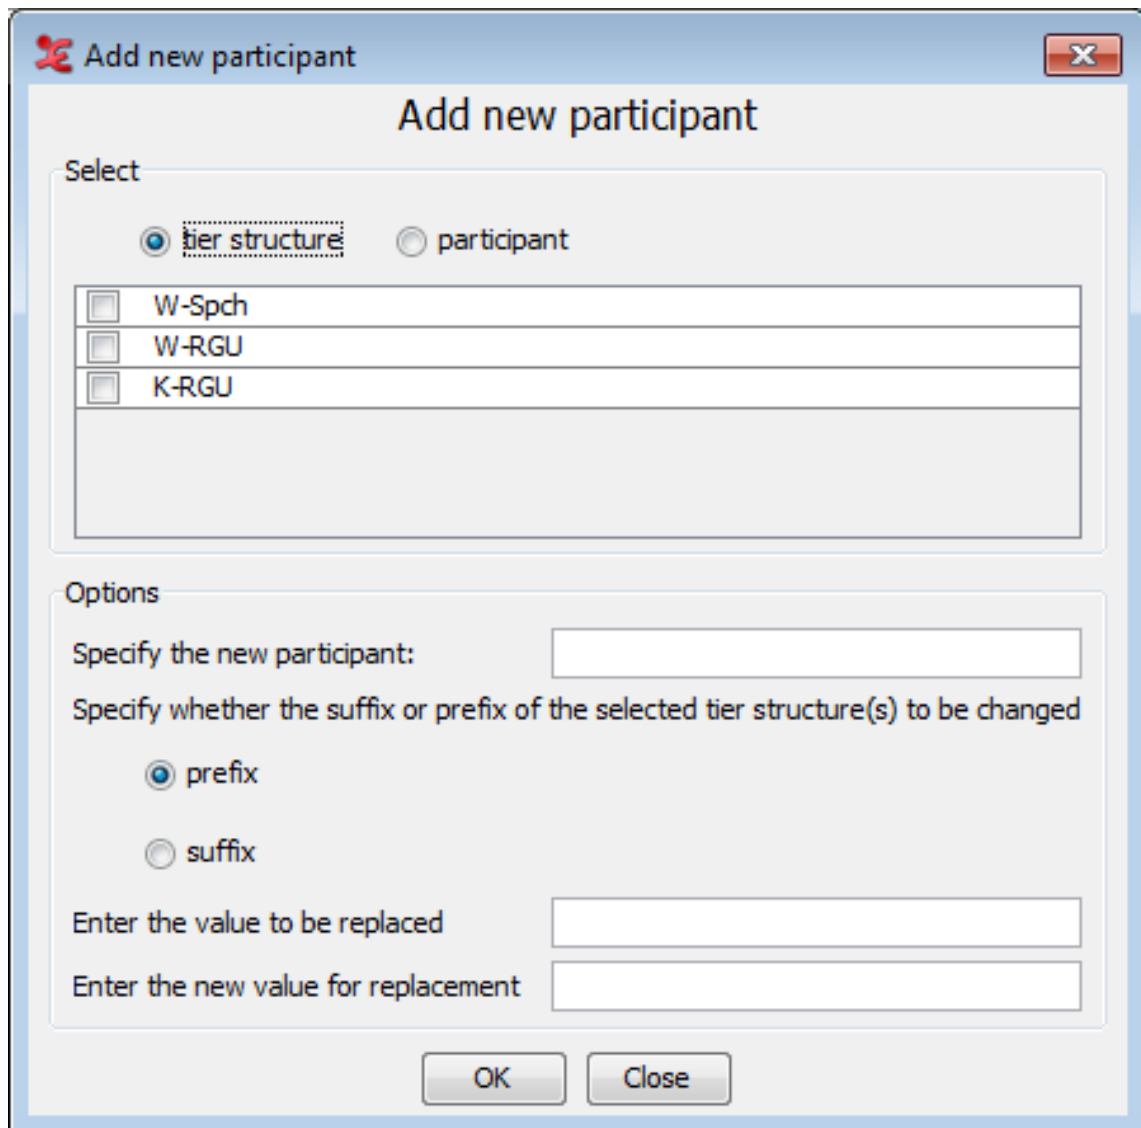 Add new participant
Add new participant
Select
tier structure participant
W-Spch
W-RGU
K-RGU
Options
Specify the new participant:
Specify whether the suffix or prefix of the selected tier structure(s) to be changed
prefix
suffix
Enter the value to be replaced
Enter the new value for replacement
OK Close